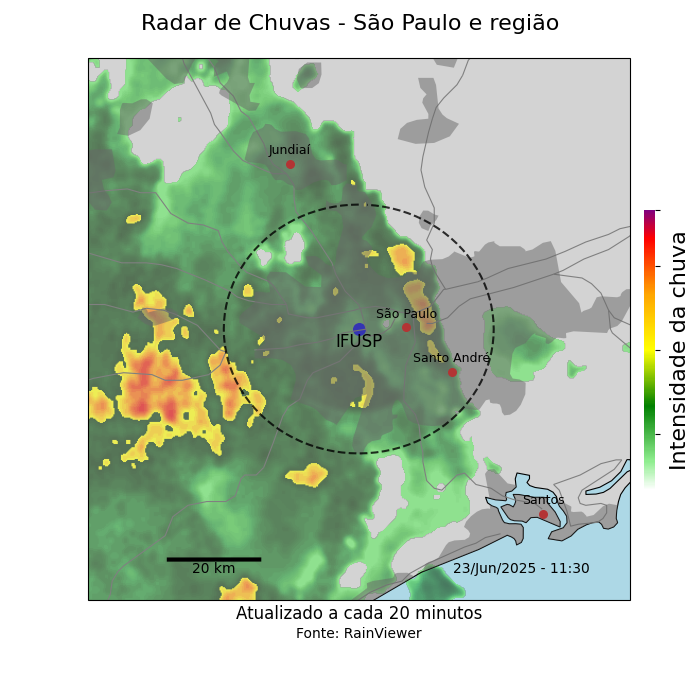 Radar de Chuvas - São Paulo e região
Jundiaí
São Paulo
IFUSP
Santo André
Santos
20 km
23/Jun/2025 - 11:30
Intensidade da chuva
Atualizado a cada 20 minutos
Fonte: RainViewer